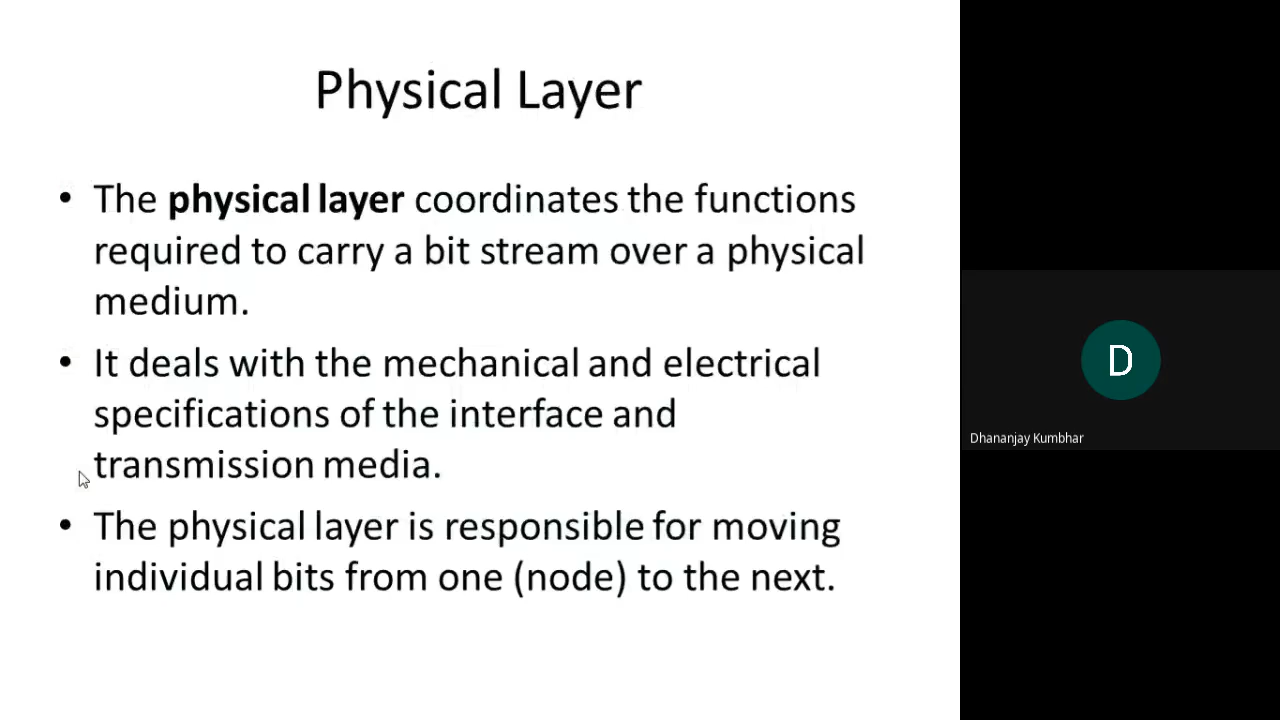 Physical Layer
• The physical layer coordinates the functions
required to carry a bit stream over a physical
medium.
• It deals with the mechanical and electrical
specifications of the interface and
transmission media.
• The physical layer is responsible for moving
individual bits from one (node) to the next.
D
Dhananjay Kumbhar